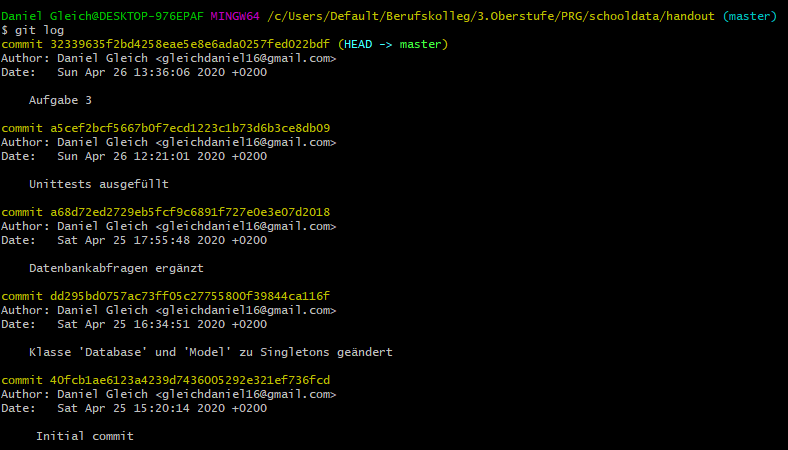 Daniel Gleich@DESKTOP-976EPAF MINGW64 /c/Users/Default/Berufskolleg/3.Oberstufe/PRG/schooldata/handout (master)
$ git log
commit 32339635f2bd4258eae5e8e6ada0257fed022bdf (HEAD -> master)
Author: Daniel Gleich <gleichdaniel16@gmail.com>
Date:   Sun Apr 26 13:36:06 2020 +0200
Aufgabe 3
commit a5cef2bcf5667b0f7ecd1223c1b73d6b3ce8db09
Author: Daniel Gleich <gleichdaniel16@gmail.com>
Date:   Sun Apr 26 12:21:01 2020 +0200
Unittests ausgefüllt
commit a68d72ed2729eb5fcf9c6891f727e0e3e07d2018
Author: Daniel Gleich <gleichdaniel16@gmail.com>
Date:   Sat Apr 25 17:55:48 2020 +0200
Datenbankabfragen ergänzt
commit dd295bd0757ac73ff05c27755800f39844ca116f
Author: Daniel Gleich <gleichdaniel16@gmail.com>
Date:   Sat Apr 25 16:34:51 2020 +0200
Klasse 'Database' und 'Model' zu Singletons geändert
commit 40fcb1ae6123a4239d7436005292e321ef736fcd
Author: Daniel Gleich <gleichdaniel16@gmail.com>
Date:   Sat Apr 25 15:20:14 2020 +0200
Initial commit